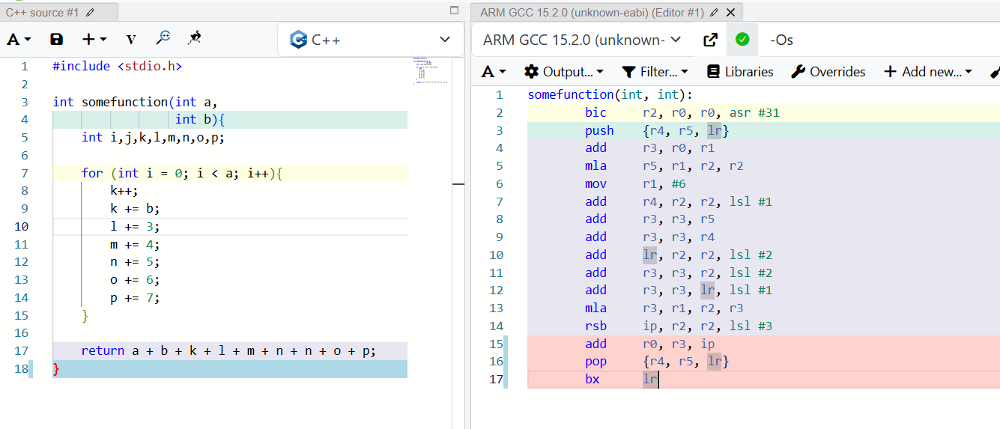 C++ source #1
A + v C++
1 #include <stdio.h>
2
3 int somefunction(int a,
4 int b){
5 int i,j,k,l,m,n,o,p;
6
7 for (int i = 0; i < a; i++){
8 k++;
9 k += b;
10 l += 3;
11 m += 4;
12 n += 5;
13 o += 6;
14 p += 7;
15 }
16
17 return a + b + k + l + m + n + n + o + p;
18 }
ARM GCC 15.2.0 (unknown-eabi) (Editor #1)
ARM GCC 15.2.0 (unknown- -Os
A Output... Filter... Libraries Overrides + Add new...
1 somefunction(int, int):
2 bic r2, r0, r0, asr #31
3 push {r4, r5, lr}
4 add r3, r0, r1
5 mla r5, r1, r2, r2
6 mov r1, #6
7 add r4, r2, r2, lsl #1
8 add r3, r3, r5
9 add r3, r3, r4
10 add lr, r2, r2, lsl #2
11 add r3, r3, r2, lsl #2
12 add r3, r3, lr, lsl #1
13 mla r3, r1, r2, r3
14 rsb ip, r2, r2, lsl #3
15 add r0, r3, ip
16 pop {r4, r5, lr}
17 bx lr